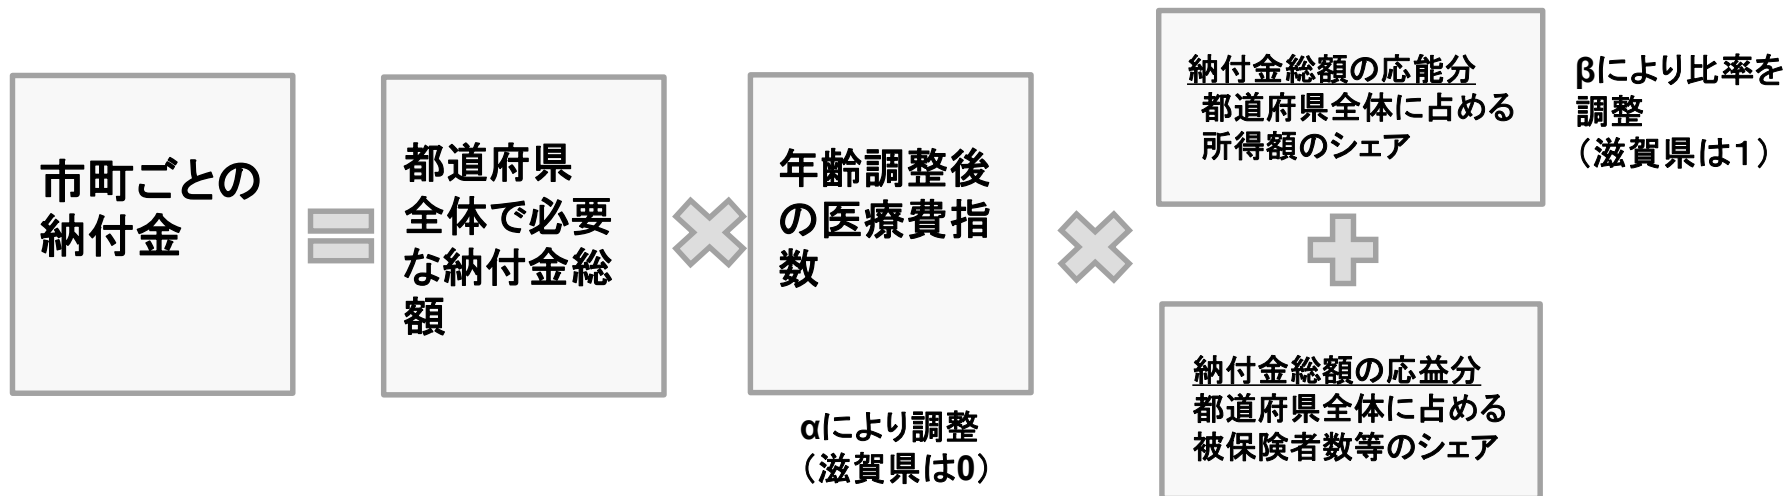 市町ごとの
納付金
都道府県
全体で必要
な納付金総
額
年齢調整後
の医療費指
数
αにより調整
（滋賀県は0）
納付金総額の応能分
都道府県全体に占める
所得額のシェア
βにより比率を
調整
（滋賀県は１）
納付金総額の応益分
都道府県全体に占める
被保険者数等のシェア